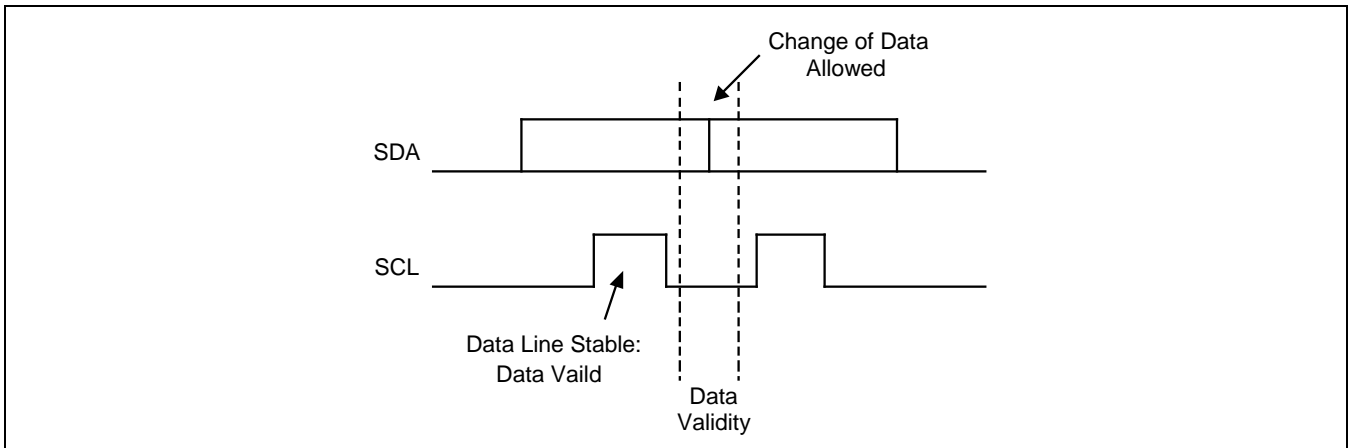 Change of Data
Allowed
SDA
SCL
Data Line Stable:
Data Vaild
Data
Validity